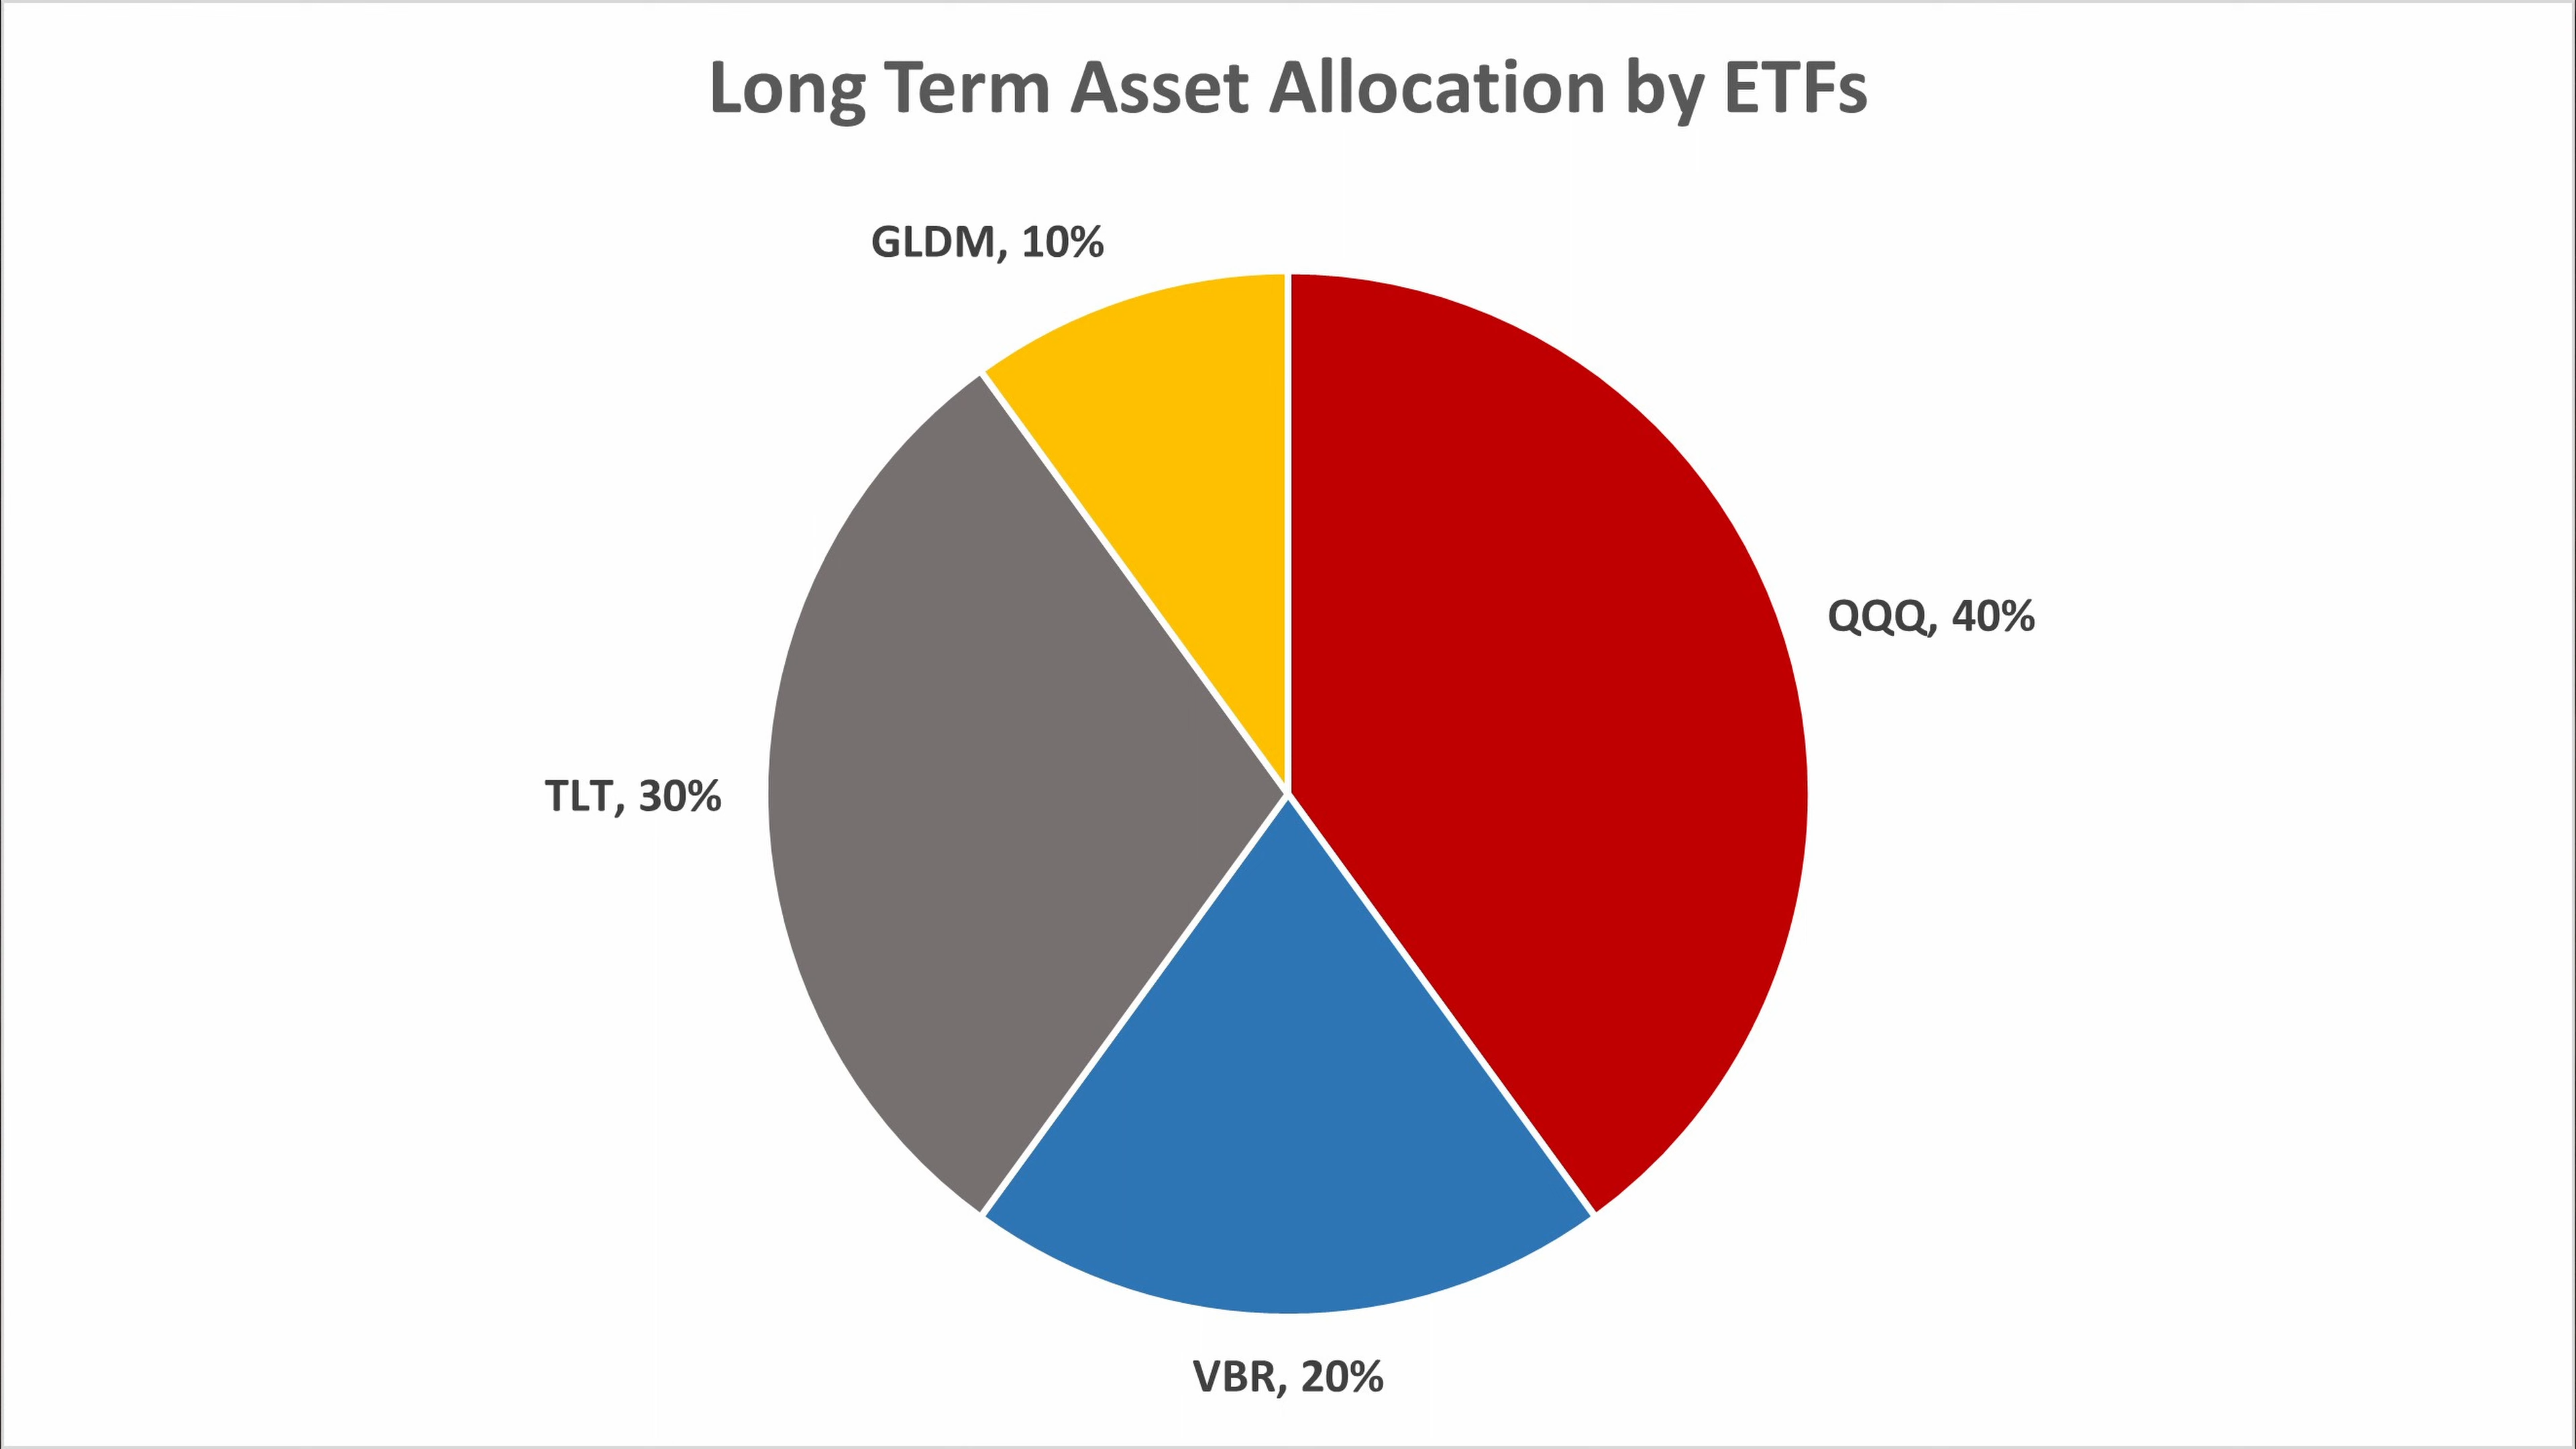 Long Term Asset Allocation by ETFs
GLDM, 10%
QQQ, 40%
TLT, 30%
VBR, 20%